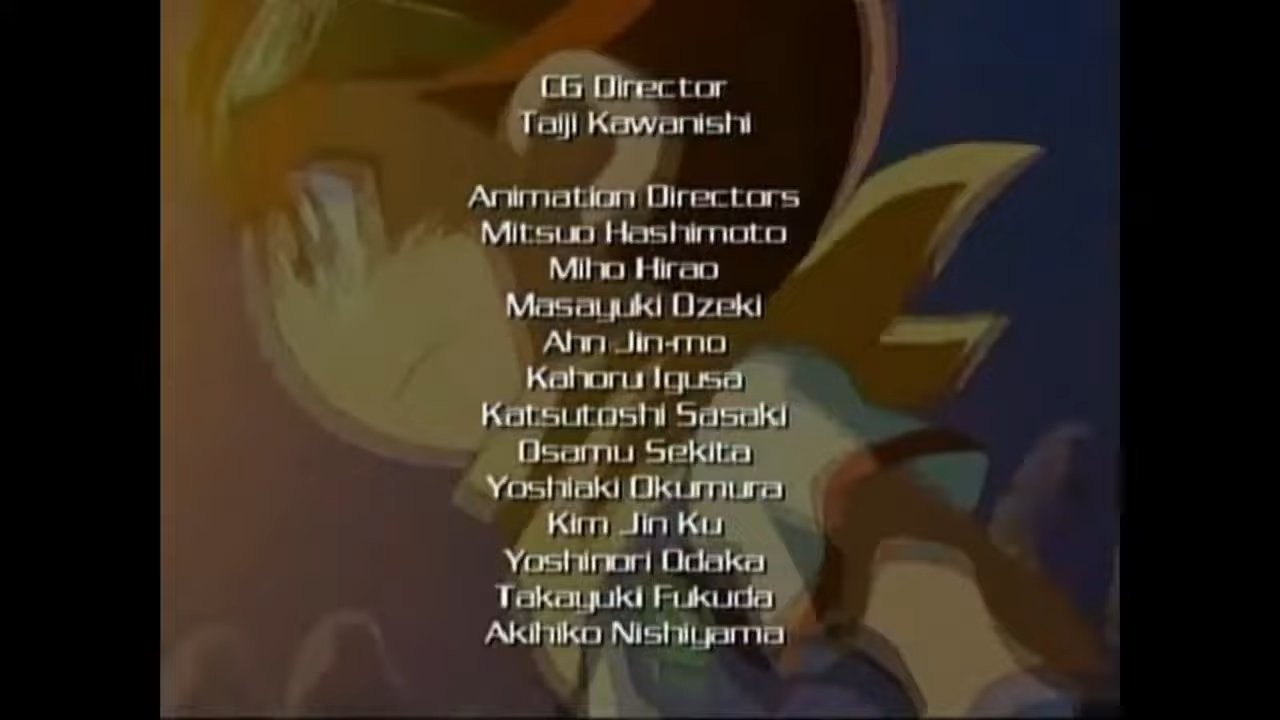 CG Director
Taiji Kawanishi
Animation Directors
Mitsuo Hashimoto
Miho Hirao
Masayuki Ozeki
Ahn Jin-mo
Kahoru Igusa
Katsutoshi Sasaki
Osamu Sekita
Yoshiaki Okumura
Kim Jin Ku
Yoshinori Odaka
Takayuki Fukuda
Akihiko Nishiyama